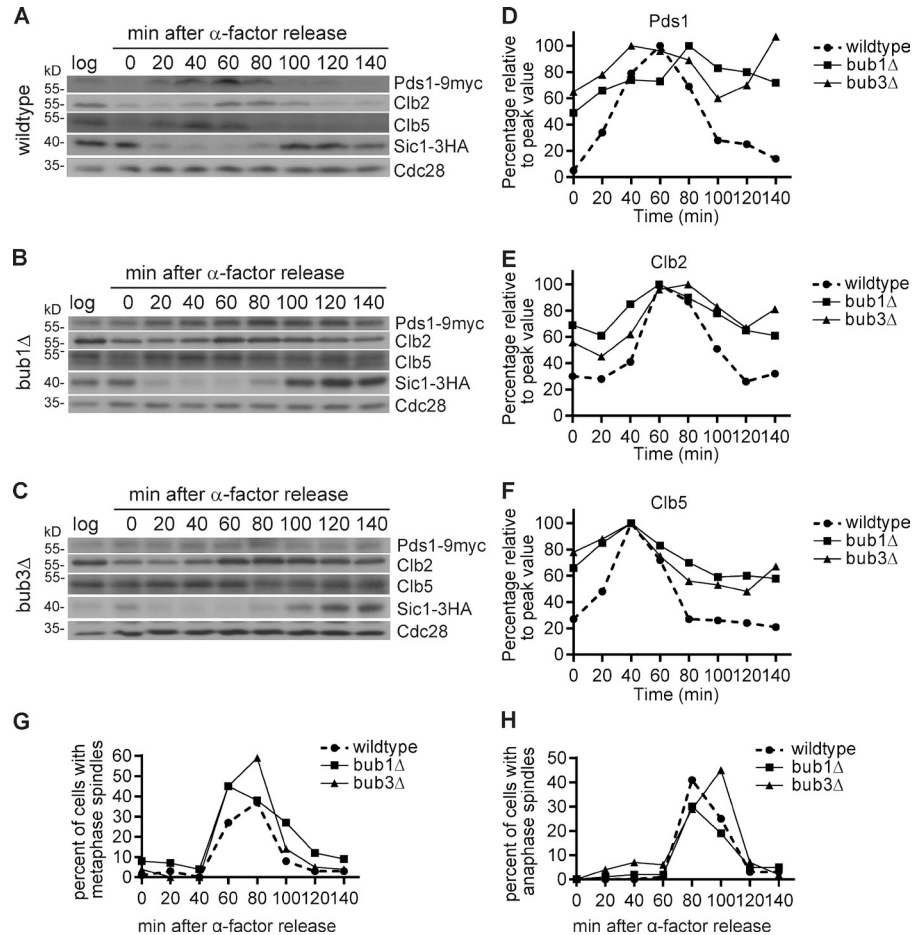 A
min after α-factor release
log 0 20 40 60 80 100 120 140
kD
wildtype
55-
Pds1-9myc
55-
Clb2
55-
Clb5
40-
Sic1-3HA
35-
Cdc28
B
min after α-factor release
log 0 20 40 60 80 100 120 140
kD
bub1Δ
55-
Pds1-9myc
55-
Clb2
55-
Clb5
40-
Sic1-3HA
35-
Cdc28
C
min after α-factor release
log 0 20 40 60 80 100 120 140
kD
bub3Δ
55-
Pds1-9myc
55-
Clb2
55-
Clb5
40-
Sic1-3HA
35-
Cdc28
D
Pds1
Percentage relative
to peak value
100
80
60
40
20
0
0 20 40 60 80 100 120 140
Time (min)
wildtype
bub1Δ
bub3Δ
E
Clb2
Percentage relative
to peak value
100
80
60
40
20
0
0 20 40 60 80 100 120 140
Time (min)
wildtype
bub1Δ
bub3Δ
F
Clb5
Percentage relative
to peak value
100
80
60
40
20
0
0 20 40 60 80 100 120 140
Time (min)
wildtype
bub1Δ
bub3Δ
G
percent of cells with
metaphase spindles
60
50
40
30
20
10
0
0 20 40 60 80 100 120 140
min after α-factor release
wildtype
bub1Δ
bub3Δ
H
percent of cells with
anaphase spindles
50
40
30
20
10
0
0 20 40 60 80 100 120 140
min after α-factor release
wildtype
bub1Δ
bub3Δ